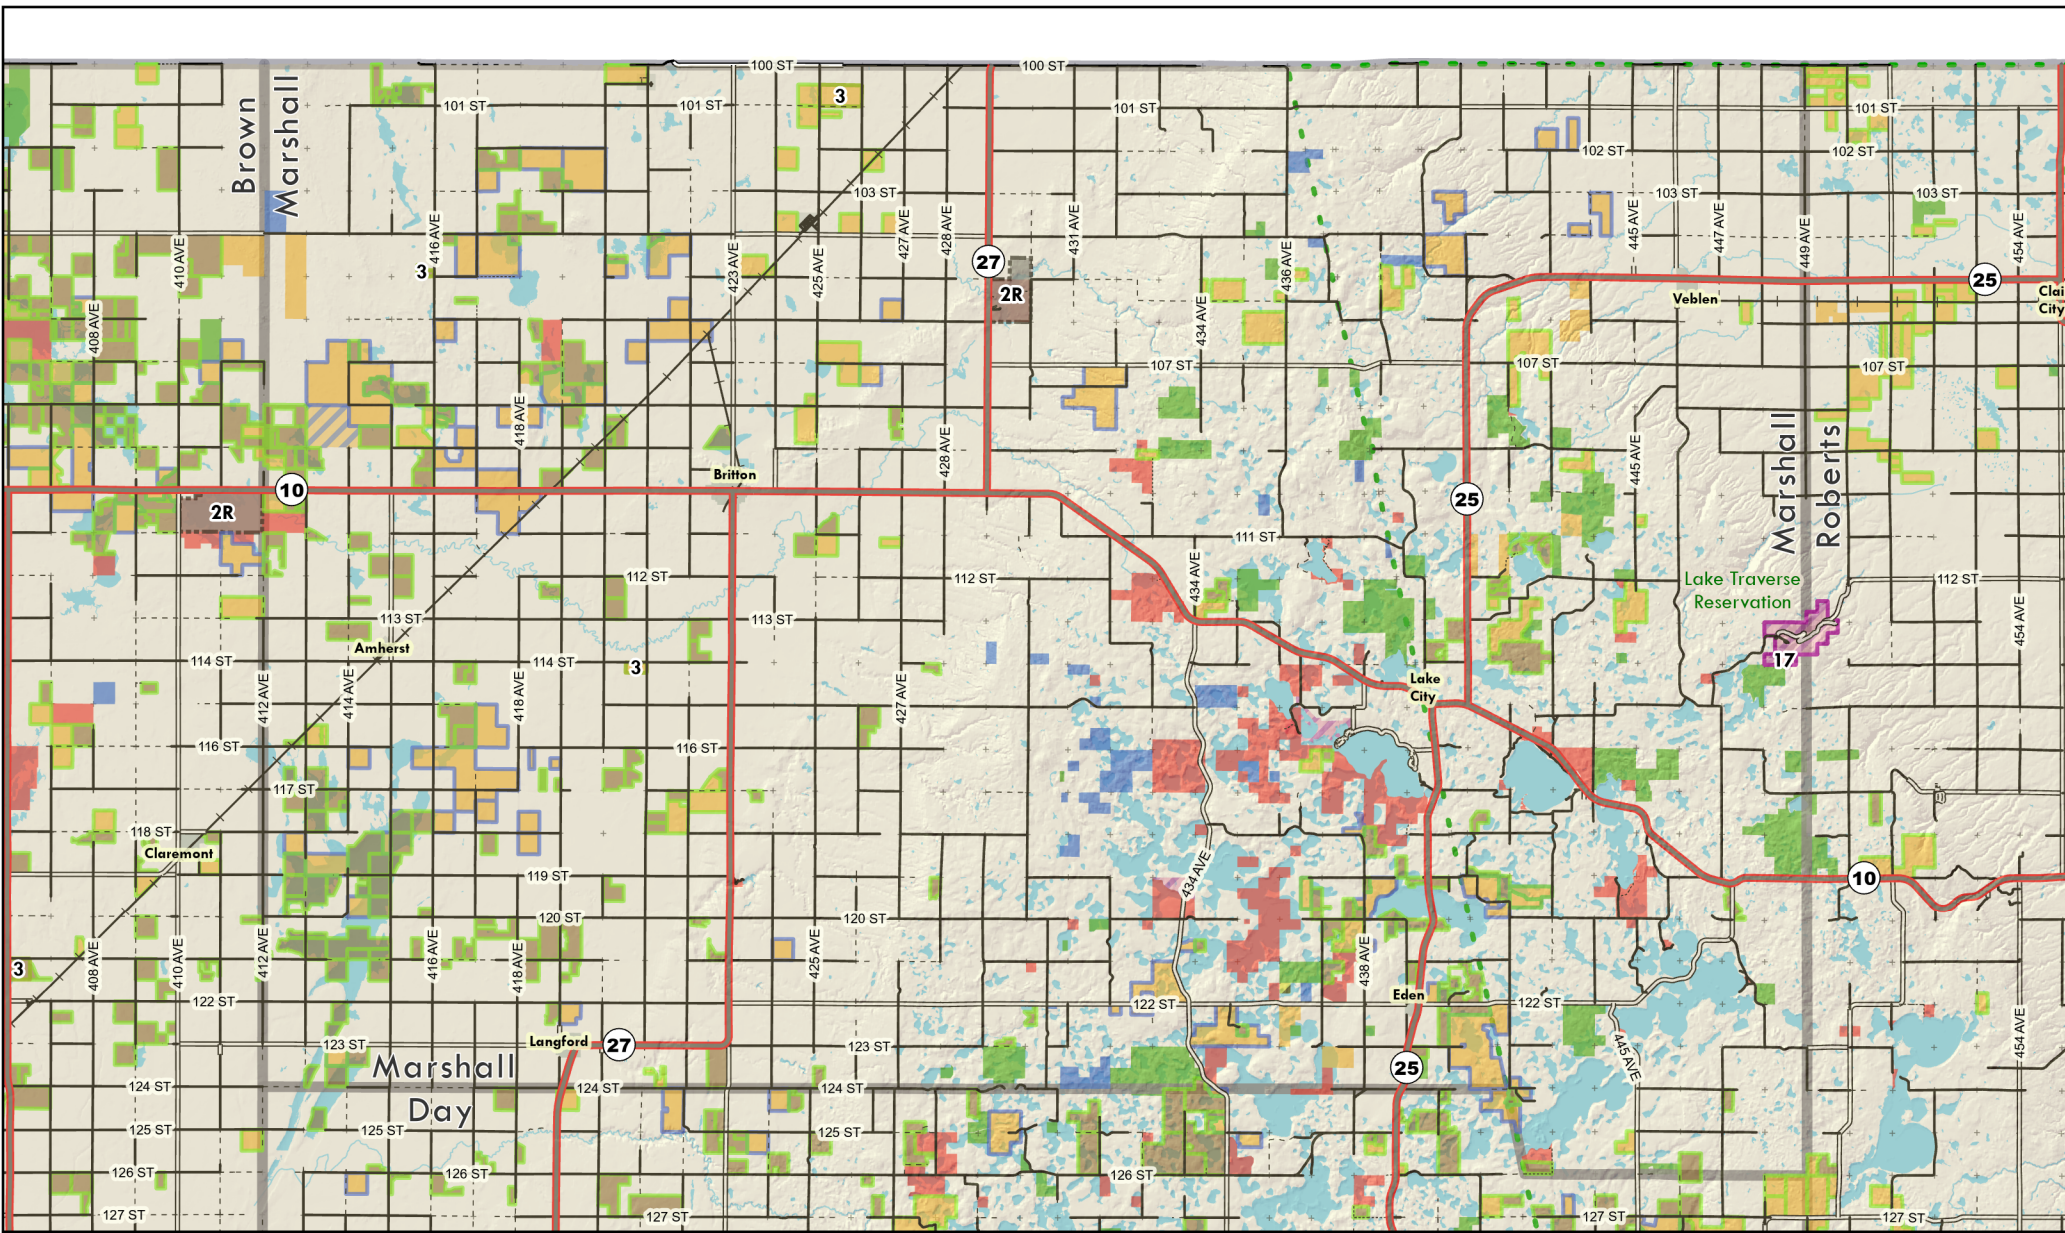 100 ST
100 ST
Brown
Marshall
101 ST
101 ST
3
101 ST
101 ST
102 ST
102 ST
103 ST
103 ST
103 ST
410 AVE
416 AVE
423 AVE
425 AVE
427 AVE
428 AVE
431 AVE
436 AVE
445 AVE
447 AVE
449 AVE
454 AVE
3
27
2R
25
Veblen
Clai
City
408 AVE
434 AVE
107 ST
107 ST
107 ST
418 AVE
428 AVE
445 AVE
Marshall
Roberts
Britton
10
2R
25
111 ST
112 ST
112 ST
112 ST
434 AVE
Lake Traverse
Reservation
454 AVE
113 ST
113 ST
Amherst
114 ST
114 ST
3
17
412 AVE
414 AVE
418 AVE
427 AVE
Lake
City
116 ST
116 ST
117 ST
118 ST
Claremont
119 ST
434 AVE
10
120 ST
120 ST
3
408 AVE
410 AVE
412 AVE
416 AVE
418 AVE
425 AVE
438 AVE
Eden
122 ST
122 ST
122 ST
123 ST
Langford
27
123 ST
445 AVE
454 AVE
Marshall
Day
25
124 ST
124 ST
124 ST
125 ST
125 ST
125 ST
126 ST
126 ST
126 ST
127 ST
127 ST
127 ST
127 ST